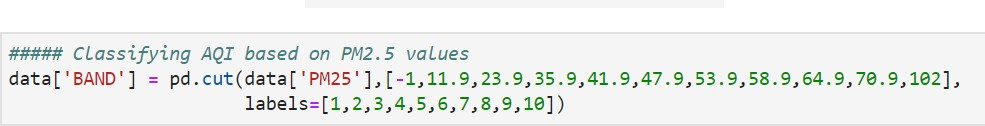 ##### Classifying AQI based on PM2.5 values
data['BAND'] = pd.cut(data['PM25'],[-1,11.9,23.9,35.9,41.9,47.9,53.9,58.9,64.9,70.9,102],
labels=[1,2,3,4,5,6,7,8,9,10])